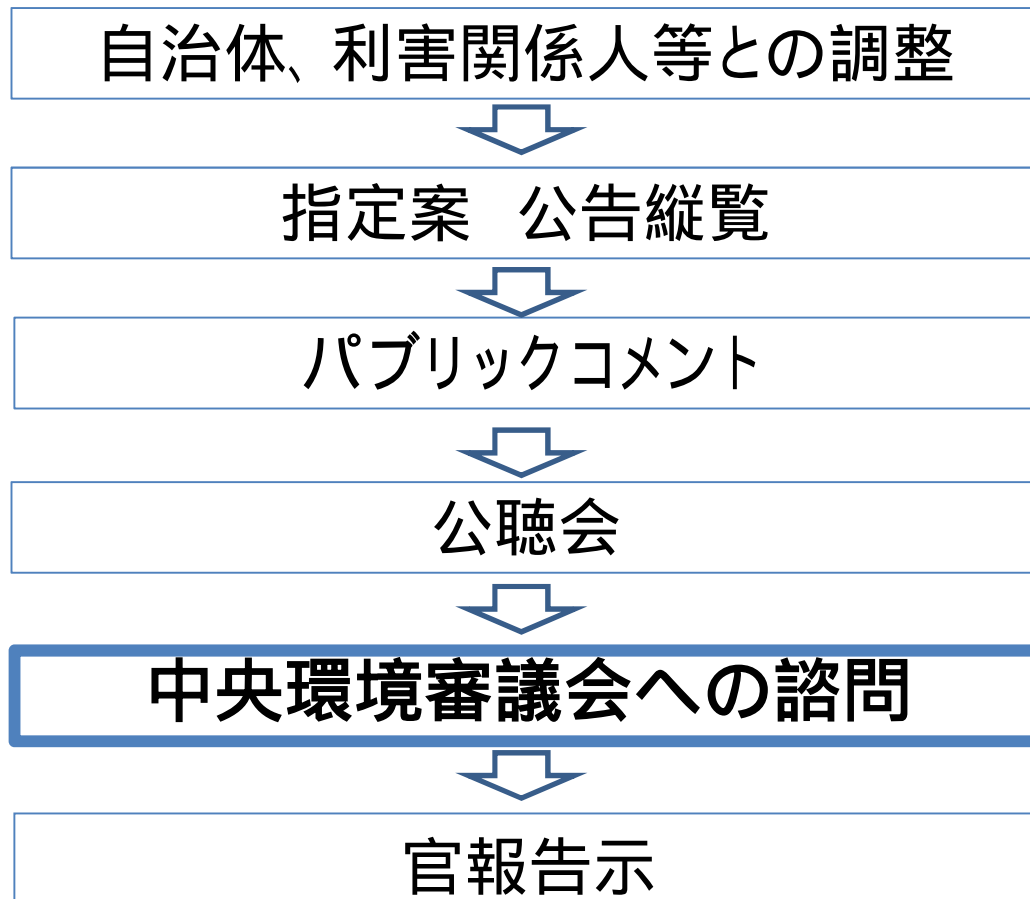 自治体、利害関係人等との調整
指定案　公告縦覧
パブリックコメント
公聴会
中央環境審議会への諮問
官報告示